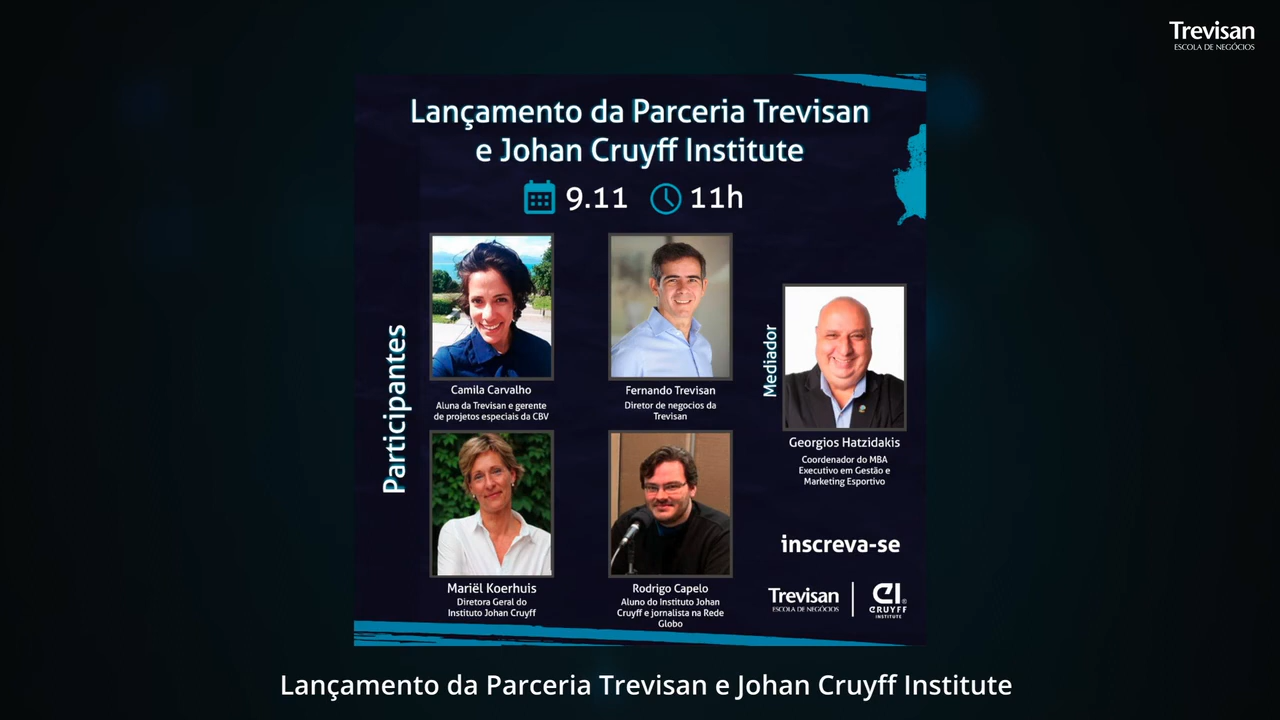 Trevisan
ESCOLA DE NEGÓCIOS
Lançamento da Parceria Trevisan
e Johan Cruyff Institute
9.11 11h
Participantes
Camila Carvalho
Aluna da Trevisan e gerente
de projetos especiais da CBV
Fernando Trevisan
Diretor de negocios da
Trevisan
Mariël Koerhuis
Diretora Geral do
Instituto Johan Cruyff
Rodrigo Capelo
Aluno do Instituto Johan
Cruyff e jornalista na Rede
Globo
Mediador
Georgios Hatzidakis
Coordenador do MBA
Executivo em Gestão e
Marketing Esportivo
inscreva-se
Trevisan
ESCOLA DE NEGÓCIOS
CRUYFF
INSTITUTE
Lançamento da Parceria Trevisan e Johan Cruyff Institute